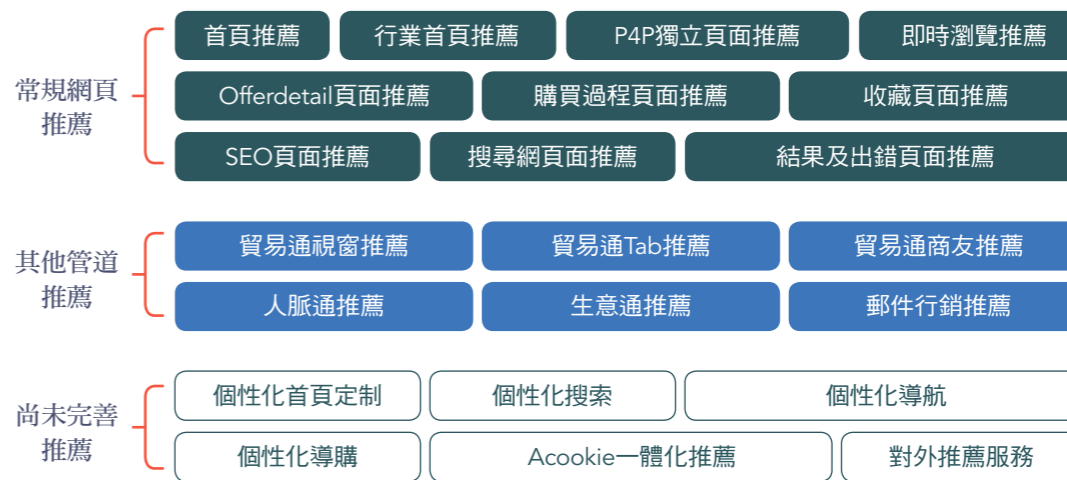 常規網頁
推薦
首頁推薦
行業首頁推薦
P4P獨立頁面推薦
即時瀏覽推薦
Offerdetail頁面推薦
購買過程頁面推薦
收藏頁面推薦
SEO頁面推薦
搜尋網頁面推薦
結果及出錯頁面推薦
其他管道
推薦
貿易通視窗推薦
貿易通Tab推薦
貿易通商友推薦
人脈通推薦
生意通推薦
郵件行銷推薦
尚未完善
推薦
個性化首頁定制
個性化搜索
個性化導航
個性化導購
Acookie一體化推薦
對外推薦服務